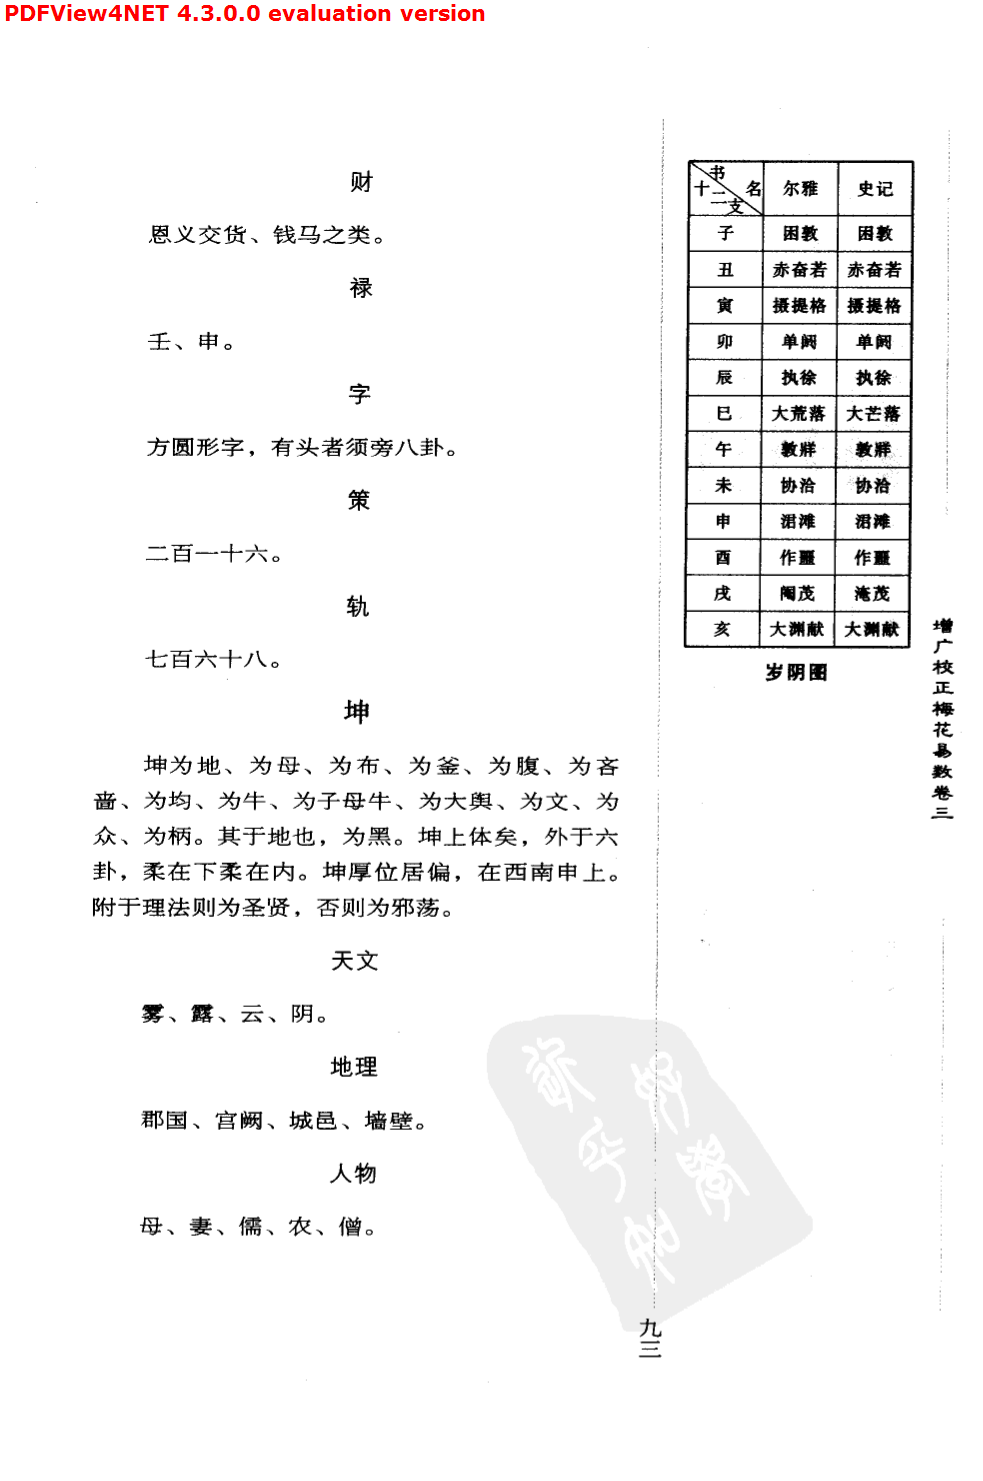 PDFView4NET 4.3.0.0 evaluation version
财
恩义交货、钱马之类。
禄
壬、申。
字
方圆形字，有头者须旁八卦。
策
二百一十六。
轨
七百六十八。
坤
坤为地、为母、为布、为釜、为腹、为吝
啬、为均、为牛、为子母牛、为大舆、为文、为
众、为柄。其于地也，为黑。坤上体矣，外于六
卦，柔在下柔在内。坤厚位居偏，在西南申上。
附于理法则为圣贤，否则为邪荡。
天文
雾、露、云、阴。
地理
郡国、宫阙、城邑、墙壁。
人物
母、妻、儒、农、僧。
书名 十二支 尔雅 史记
子 困敦 困敦
丑 赤奋若 赤奋若
寅 摄提格 摄提格
卯 单阏 单阏
辰 执徐 执徐
巳 大荒落 大芒落
午 敦牂 敦牂
未 协洽 协洽
申 涒滩 涒滩
酉 作噩 作噩
戌 阉茂 淹茂
亥 大渊献 大渊献
岁阴图
增广校正梅花易数卷三
九三